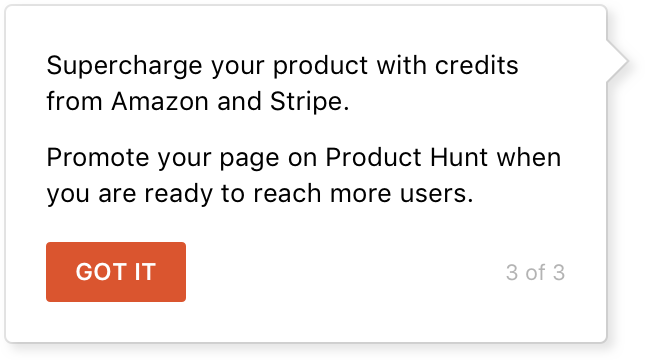 Supercharge your product with credits
from Amazon and Stripe.
Promote your page on Product Hunt when
you are ready to reach more users.
GOT IT
3 of 3